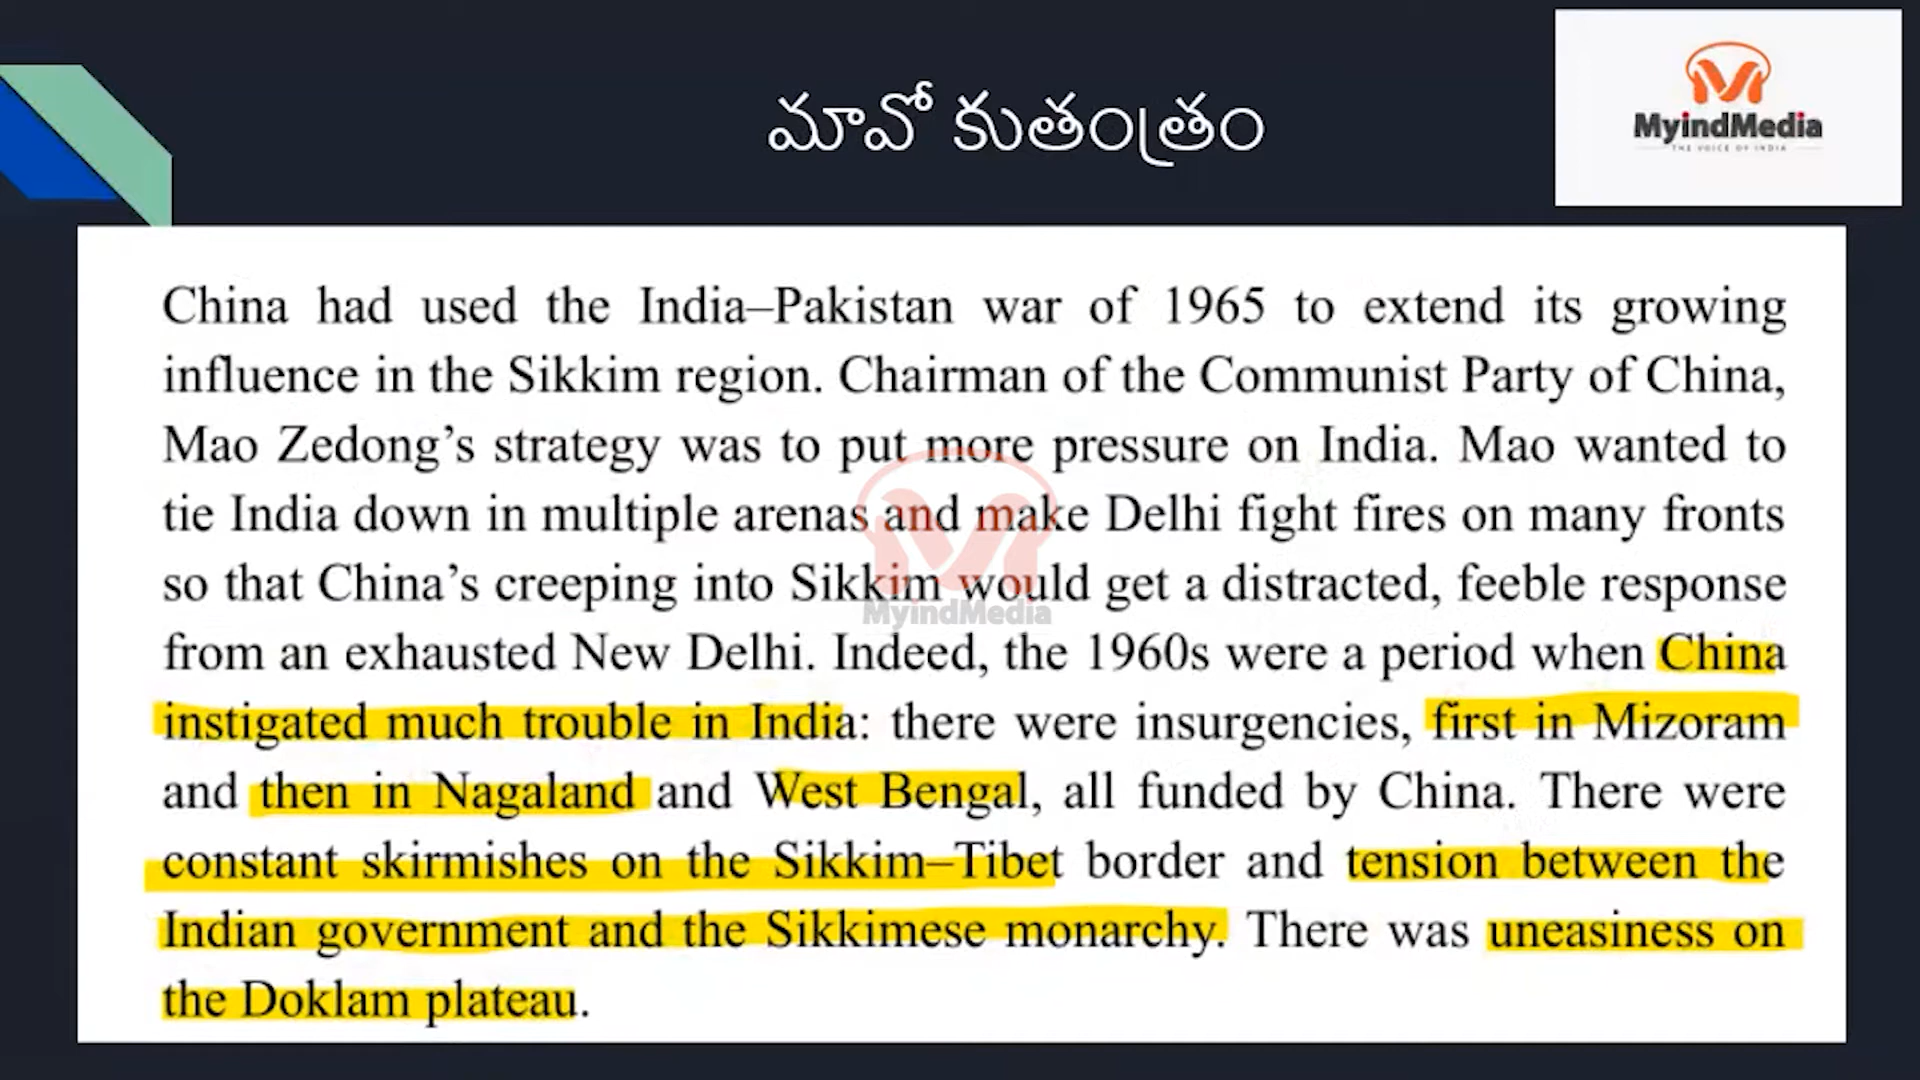 మావో కుతంత్రం
MyindMedia
THE VOICE OF INDIA
China had used the India–Pakistan war of 1965 to extend its growing
influence in the Sikkim region. Chairman of the Communist Party of China,
Mao Zedong’s strategy was to put more pressure on India. Mao wanted to
tie India down in multiple arenas and make Delhi fight fires on many fronts
so that China’s creeping into Sikkim would get a distracted, feeble response
from an exhausted New Delhi. Indeed, the 1960s were a period when China
instigated much trouble in India: there were insurgencies, first in Mizoram
and then in Nagaland and West Bengal, all funded by China. There were
constant skirmishes on the Sikkim–Tibet border and tension between the
Indian government and the Sikkimese monarchy. There was uneasiness on
the Doklam plateau.
MyindMedia